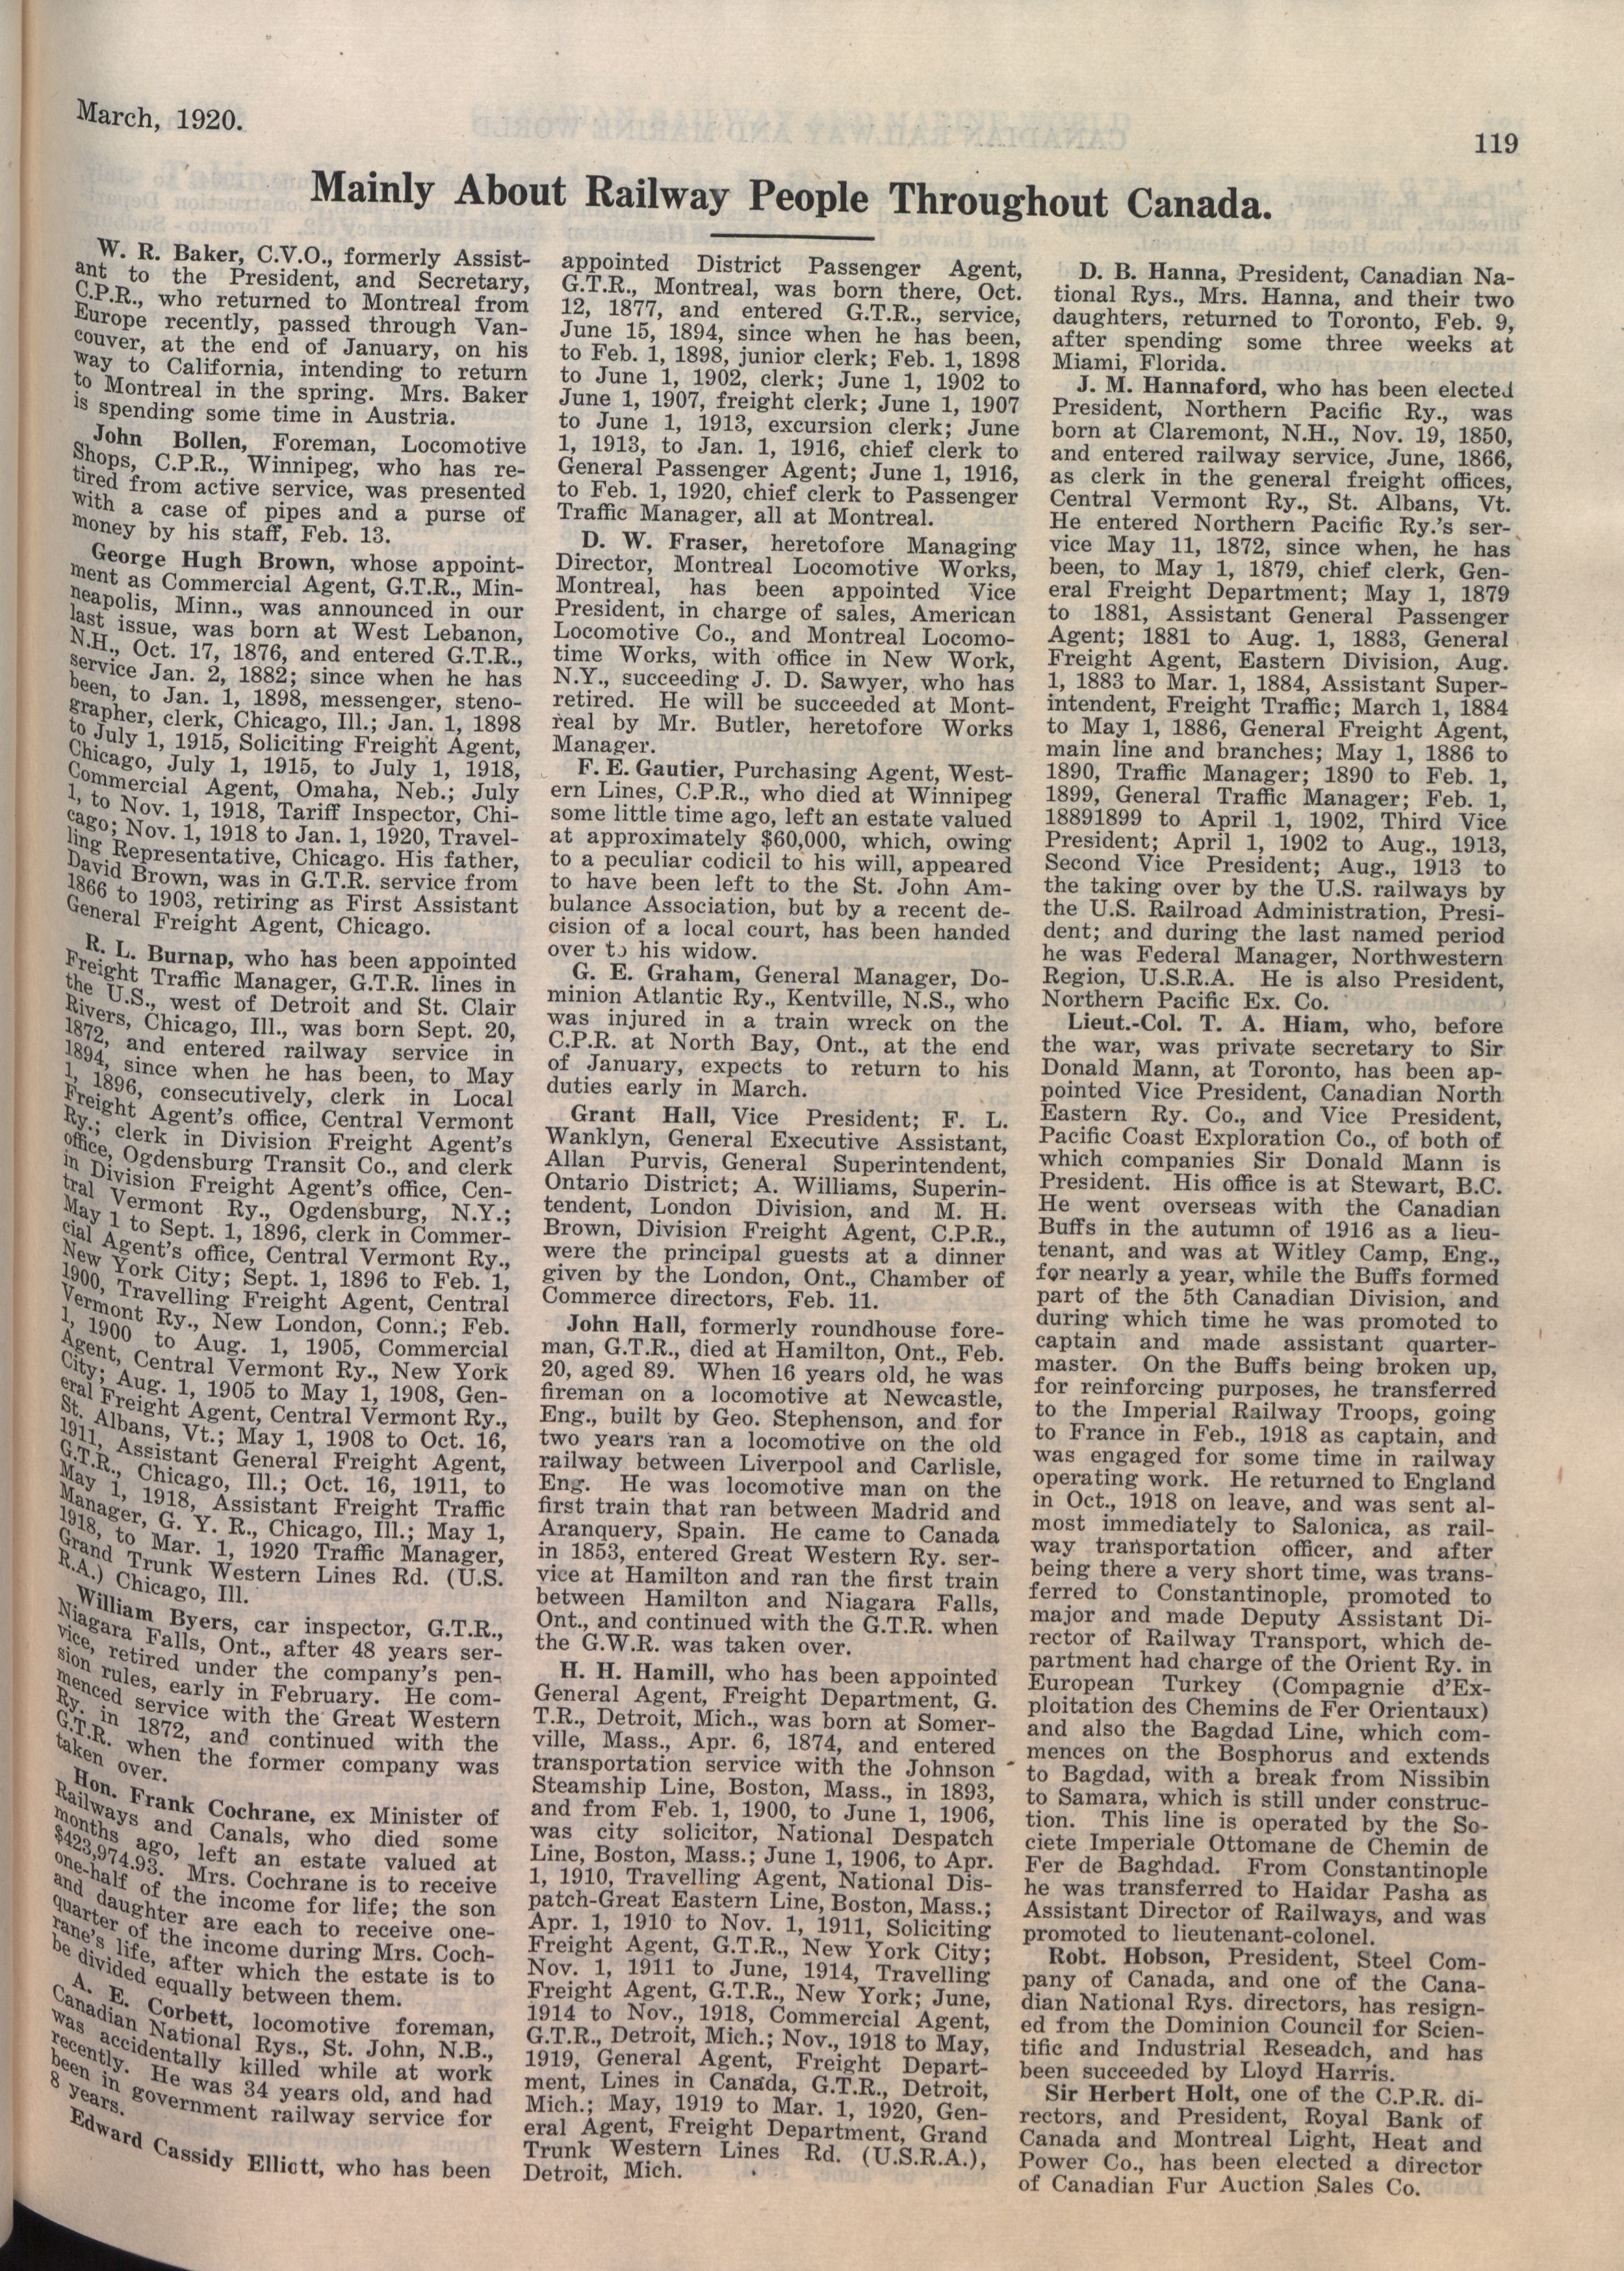 March, 1920.
119
Mainly About Railway People Throughout Canada.
W. R. Baker, C.V.O., formerly Assist-
ant to the President, and Secretary,
C.P.R., who returned to Montreal from
Europe recently, passed through Van-
couver, at the end of January, on his
way to California, intending to return
to Montreal in the spring. Mrs. Baker
is spending some time in Austria.
John Bollen, Foreman, Locomotive
Shops, C.P.R., Winnipeg, who has re-
tired from active service, was presented
with a case of pipes and a purse of
money by his staff, Feb. 13.
George Hugh Brown, whose appoint-
ment as Commercial Agent, G.T.R., Min-
neapolis, Minn., was announced in our
last issue, was born at West Lebanon,
N.H., Oct. 17, 1876, and entered G.T.R.,
service Jan. 2, 1882; since when he has
been, to Jan. 1, 1898, messenger, steno-
grapher, clerk, Chicago, Ill.; Jan. 1, 1898
to July 1, 1915, Soliciting Freight Agent,
Chicago, July 1, 1915, to July 1, 1918,
Commercial Agent, Omaha, Neb.; July
1, to Nov. 1, 1918, Tariff Inspector, Chi-
cago; Nov. 1, 1918 to Jan. 1, 1920, Travel-
ling Representative, Chicago. His father,
David Brown, was in G.T.R. service from
1866 to 1903, retiring as First Assistant
General Freight Agent, Chicago.
R. L. Burnap, who has been appointed
Freight Traffic Manager, G.T.R. lines in
the U.S., west of Detroit and St. Clair
Rivers, Chicago, Ill., was born Sept. 20,
1872, and entered railway service in
1894, since when he has been, to May
1, 1896, consecutively, clerk in Local
Freight Agent's office, Central Vermont
Ry.; clerk in Division Freight Agent's
office, Ogdensburg Transit Co., and clerk
in Division Freight Agent's office, Cen-
tral Vermont Ry., Ogdensburg, N.Y.;
May 1 to Sept. 1, 1896, clerk in Commer-
cial Agent's office, Central Vermont Ry.,
New York City; Sept. 1, 1896 to Feb. 1,
1900, Travelling Freight Agent, Central
Vermont Ry., New London, Conn.; Feb.
1, 1900 to Aug. 1, 1905, Commercial
Agent, Central Vermont Ry., New York
City; Aug. 1, 1905 to May 1, 1908, Gen-
eral Freight Agent, Central Vermont Ry.,
St. Albans, Vt.; May 1, 1908 to Oct. 16,
1911, Assistant General Freight Agent,
G.T.R., Chicago, Ill.; Oct. 16, 1911, to
May 1, 1918, Assistant Freight Traffic
Manager, G. Y. R., Chicago, Ill.; May 1,
1918, to Mar. 1, 1920 Traffic Manager,
Grand Trunk Western Lines Rd. (U.S.
R.A.) Chicago, Ill.
William Byers, car inspector, G.T.R.,
Niagara Falls, Ont., after 48 years ser-
vice, retired under the company's pen-
sion rules, early in February. He com-
menced service with the Great Western
Ry. in 1872, and continued with the
G.T.R. when the former company was
taken over.
Hon. Frank Cochrane, ex Minister of
Railways and Canals, who died some
months ago, left an estate valued at
$423,974.93. Mrs. Cochrane is to receive
one-half of the income for life; the son
and daughter are each to receive one-
quarter of the income during Mrs. Coch-
rane's life, after which the estate is to
be divided equally between them.
A. E. Corbett, locomotive foreman,
Canadian National Rys., St. John, N.B.,
was accidentally killed while at work
recently. He was 34 years old, and had
been in government railway service for
8 years.
Edward Cassidy Elliott, who has been
appointed District Passenger Agent,
G.T.R., Montreal, was born there, Oct.
12, 1877, and entered G.T.R., service,
June 15, 1894, since when he has been,
to Feb. 1, 1898, junior clerk; Feb. 1, 1898
to June 1, 1902, clerk; June 1, 1902 to
June 1, 1907, freight clerk; June 1, 1907
to June 1, 1913, excursion clerk; June
1, 1913, to Jan. 1, 1916, chief clerk to
General Passenger Agent; June 1, 1916,
to Feb. 1, 1920, chief clerk to Passenger
Traffic Manager, all at Montreal.
D. W. Fraser, heretofore Managing
Director, Montreal Locomotive Works,
Montreal, has been appointed Vice
President, in charge of sales, American
Locomotive Co., and Montreal Locomo-
time Works, with office in New Work,
N.Y., succeeding J. D. Sawyer, who has
retired. He will be succeeded at Mont-
real by Mr. Butler, heretofore Works
Manager.
F. E. Gautier, Purchasing Agent, West-
ern Lines, C.P.R., who died at Winnipeg
some little time ago, left an estate valued
at approximately $60,000, which, owing
to a peculiar codicil to his will, appeared
to have been left to the St. John Am-
bulance Association, but by a recent de-
cision of a local court, has been handed
over to his widow.
G. E. Graham, General Manager, Do-
minion Atlantic Ry., Kentville, N.S., who
was injured in a train wreck on the
C.P.R. at North Bay, Ont., at the end
of January, expects to return to his
duties early in March.
Grant Hall, Vice President; F. L.
Wanklyn, General Executive Assistant,
Allan Purvis, General Superintendent,
Ontario District; A. Williams, Superin-
tendent, London Division, and M. H.
Brown, Division Freight Agent, C.P.R.,
were the principal guests at a dinner
given by the London, Ont., Chamber of
Commerce directors, Feb. 11.
John Hall, formerly roundhouse fore-
man, G.T.R., died at Hamilton, Ont., Feb.
20, aged 89. When 16 years old, he was
fireman on a locomotive at Newcastle,
Eng., built by Geo. Stephenson, and for
two years ran a locomotive on the old
railway between Liverpool and Carlisle,
Eng. He was locomotive man on the
first train that ran between Madrid and
Aranquery, Spain. He came to Canada
in 1853, entered Great Western Ry. ser-
vice at Hamilton and ran the first train
between Hamilton and Niagara Falls,
Ont., and continued with the G.T.R. when
the G.W.R. was taken over.
H. H. Hamill, who has been appointed
General Agent, Freight Department, G.
T.R., Detroit, Mich., was born at Somer-
ville, Mass., Apr. 6, 1874, and entered
transportation service with the Johnson
Steamship Line, Boston, Mass., in 1893,
and from Feb. 1, 1900, to June 1, 1906,
was city solicitor, National Despatch
Line, Boston, Mass.; June 1, 1906, to Apr.
1, 1910, Travelling Agent, National Dis-
patch-Great Eastern Line, Boston, Mass.;
Apr. 1, 1910 to Nov. 1, 1911, Soliciting
Freight Agent, G.T.R., New York City;
Nov. 1, 1911 to June, 1914, Travelling
Freight Agent, G.T.R., New York; June,
1914 to Nov., 1918, Commercial Agent,
G.T.R., Detroit, Mich.; Nov., 1918 to May,
1919, General Agent, Freight Depart-
ment, Lines in Canada, G.T.R., Detroit,
Mich.; May, 1919 to Mar. 1, 1920, Gen-
eral Agent, Freight Department, Grand
Trunk Western Lines Rd. (U.S.R.A.),
Detroit, Mich.
D. B. Hanna, President, Canadian Na-
tional Rys., Mrs. Hanna, and their two
daughters, returned to Toronto, Feb. 9,
after spending some three weeks at
Miami, Florida.
J. M. Hannaford, who has been elected
President, Northern Pacific Ry., was
born at Claremont, N.H., Nov. 19, 1850,
and entered railway service, June, 1866,
as clerk in the general freight offices,
Central Vermont Ry., St. Albans, Vt.
He entered Northern Pacific Ry.'s ser-
vice May 11, 1872, since when, he has
been, to May 1, 1879, chief clerk, Gen-
eral Freight Department; May 1, 1879
to 1881, Assistant General Passenger
Agent; 1881 to Aug. 1, 1883, General
Freight Agent, Eastern Division, Aug.
1, 1883 to Mar. 1, 1884, Assistant Super-
intendent, Freight Traffic; March 1, 1884
to May 1, 1886, General Freight Agent,
main line and branches; May 1, 1886 to
1890, Traffic Manager; 1890 to Feb. 1,
1899, General Traffic Manager; Feb. 1,
18891899 to April 1, 1902, Third Vice
President; April 1, 1902 to Aug., 1913,
Second Vice President; Aug., 1913 to
the taking over by the U.S. railways by
the U.S. Railroad Administration, Presi-
dent; and during the last named period
he was Federal Manager, Northwestern
Region, U.S.R.A. He is also President,
Northern Pacific Ex. Co.
Lieut.-Col. T. A. Hiam, who, before
the war, was private secretary to Sir
Donald Mann, at Toronto, has been ap-
pointed Vice President, Canadian North
Eastern Ry. Co., and Vice President,
Pacific Coast Exploration Co., of both of
which companies Sir Donald Mann is
President. His office is at Stewart, B.C.
He went overseas with the Canadian
Buffs in the autumn of 1916 as a lieu-
tenant, and was at Witley Camp, Eng.,
for nearly a year, while the Buffs formed
part of the 5th Canadian Division, and
during which time he was promoted to
captain and made assistant quarter-
master. On the Buffs being broken up,
for reinforcing purposes, he transferred
to the Imperial Railway Troops, going
to France in Feb., 1918 as captain, and
was engaged for some time in railway
operating work. He returned to England
in Oct., 1918 on leave, and was sent al-
most immediately to Salonica, as rail-
way transportation officer, and after
being there a very short time, was trans-
ferred to Constantinople, promoted to
major and made Deputy Assistant Di-
rector of Railway Transport, which de-
partment had charge of the Orient Ry. in
European Turkey (Compagnie d'Ex-
ploitation des Chemins de Fer Orientaux)
and also the Bagdad Line, which com-
mences on the Bosphorus and extends
to Bagdad, with a break from Nissibin
to Samara, which is still under construc-
tion. This line is operated by the So-
ciete Imperiale Ottomane de Chemin de
Fer de Baghdad. From Constantinople
he was transferred to Haidar Pasha as
Assistant Director of Railways, and was
promoted to lieutenant-colonel.
Robt. Hobson, President, Steel Com-
pany of Canada, and one of the Cana-
dian National Rys. directors, has resign-
ed from the Dominion Council for Scien-
tific and Industrial Reseadch, and has
been succeeded by Lloyd Harris.
Sir Herbert Holt, one of the C.P.R. di-
rectors, and President, Royal Bank of
Canada and Montreal Light, Heat and
Power Co., has been elected a director
of Canadian Fur Auction Sales Co.